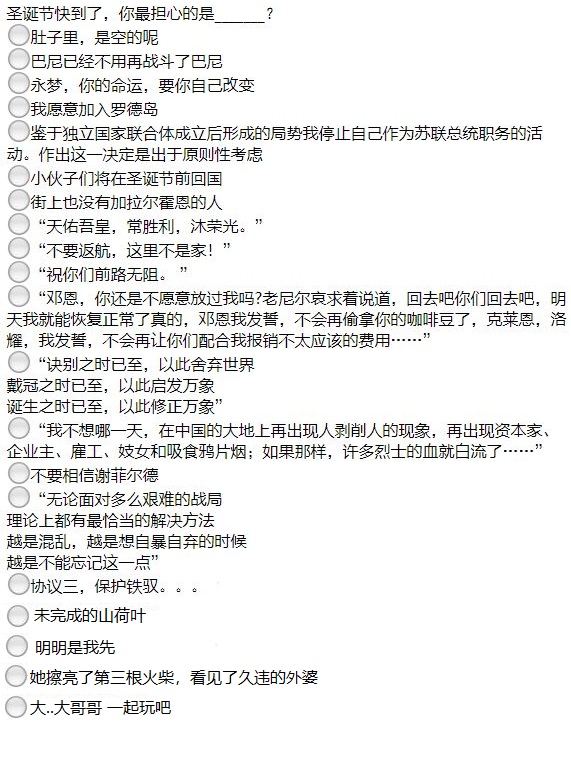 圣诞节快到了，你最担心的是______？
肚子里，是空的呢
巴尼已经不用再战斗了巴尼
永梦，你的命运，要你自己改变
我愿意加入罗德岛
鉴于独立国家联合体成立后形成的局势我停止自己作为苏联总统职务的活
动。作出这一决定是出于原则性考虑
小伙子们将在圣诞节前回国
街上也没有加拉尔霍恩的人
“天佑吾皇，常胜利，沐荣光。”
“不要返航，这里不是家！”
“祝你们前路无阻。 ”
“邓恩，你还是不愿意放过我吗?老尼尔哀求着说道，回去吧你们回去吧，明
天我就能恢复正常了真的，邓恩我发誓，不会再偷拿你的咖啡豆了，克莱恩，洛
耀，我发誓，不会再让你们配合我报销不太应该的费用……”
“诀别之时已至，以此舍弃世界
戴冠之时已至，以此启发万象
诞生之时已至，以此修正万象”
“我不想哪一天，在中国的大地上再出现人剥削人的现象，再出现资本家、
企业主、雇工、妓女和吸食鸦片烟；如果那样，许多烈士的血就白流了……”
不要相信谢菲尔德
“无论面对多么艰难的战局
理论上都有最恰当的解决方法
越是混乱，越是想自暴自弃的时候
越是不能忘记这一点”
协议三，保护铁驭。。。
未完成的山荷叶
明明是我先
她擦亮了第三根火柴，看见了久违的外婆
大..大哥哥 一起玩吧